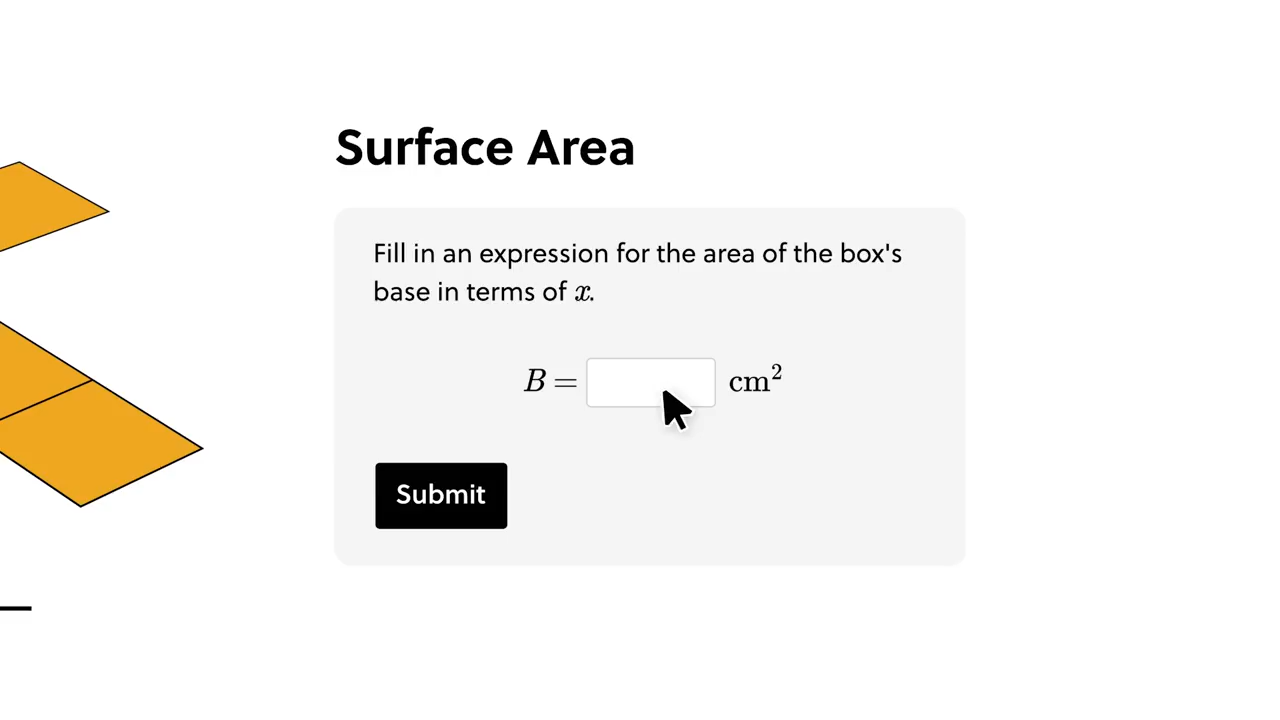 Surface Area
Fill in an expression for the area of the box's
base in terms of x.
B = cm²
Submit